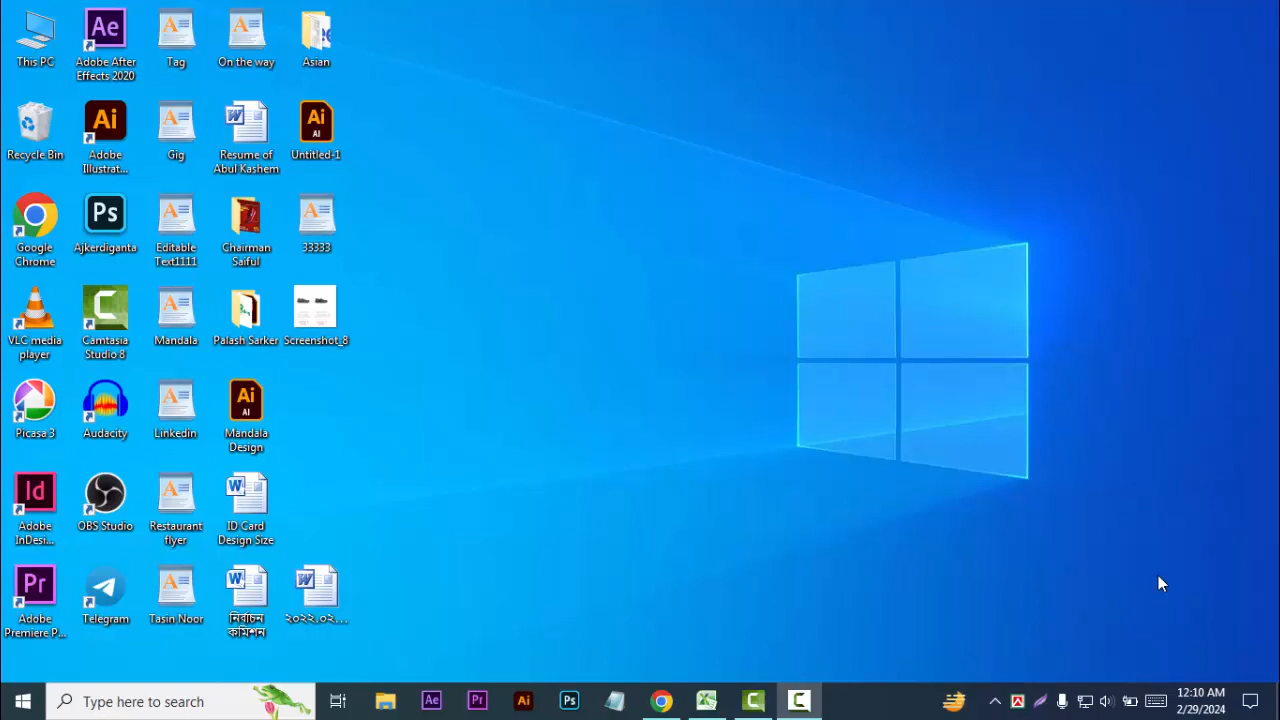 This PC
Adobe After
Effects 2020
Tag
On the way
Asian
Recycle Bin
Adobe
Illustrat...
Gig
Resume of
Abul Kashem
Untitled-1
Google
Chrome
Ajkerdiganta
Editable
Text1111
Chairman
Saiful
33333
VLC media
player
Camtasia
Studio 8
Mandala
Palash Sarker
Screenshot_8
Picasa 3
Audacity
Linkedin
Mandala
Design
Adobe
InDesi...
OBS Studio
Restaurant
flyer
ID Card
Design Size
Adobe
Premiere P...
Telegram
Tasin Noor
নির্বাচন
কমিশন
২০২২.০২....
Type here to search
12:10 AM
2/29/2024